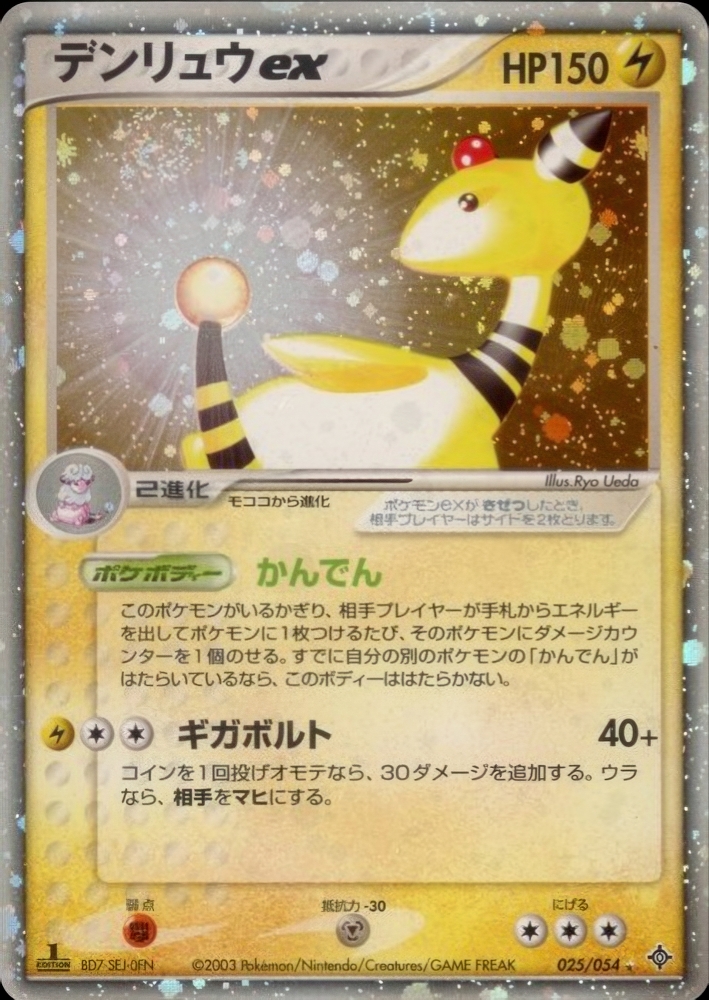 デンリュウex HP150
Illus.Ryo Ueda
2進化 モココから進化
ポケモンexが きぜつしたとき、
相手プレイヤーはサイドを2枚とります。
ポケボディー かんでん
このポケモンがいるかぎり、相手プレイヤーが手札からエネルギー
を出してポケモンに1枚つけるたび、そのポケモンにダメージカウ
ンターを1個のせる。すでに自分の別のポケモンの「かんでん」が
はたらいているなら、このボディーははたらかない。
ギガボルト 40+
コインを1回投げオモテなら、30ダメージを追加する。ウラ
なら、相手をマヒにする。
弱点 抵抗力 -30 にげる
1 EDITION BD7 SEJ-0FN ©2003 Pokémon/Nintendo/Creatures/GAME FREAK 025/054 ★